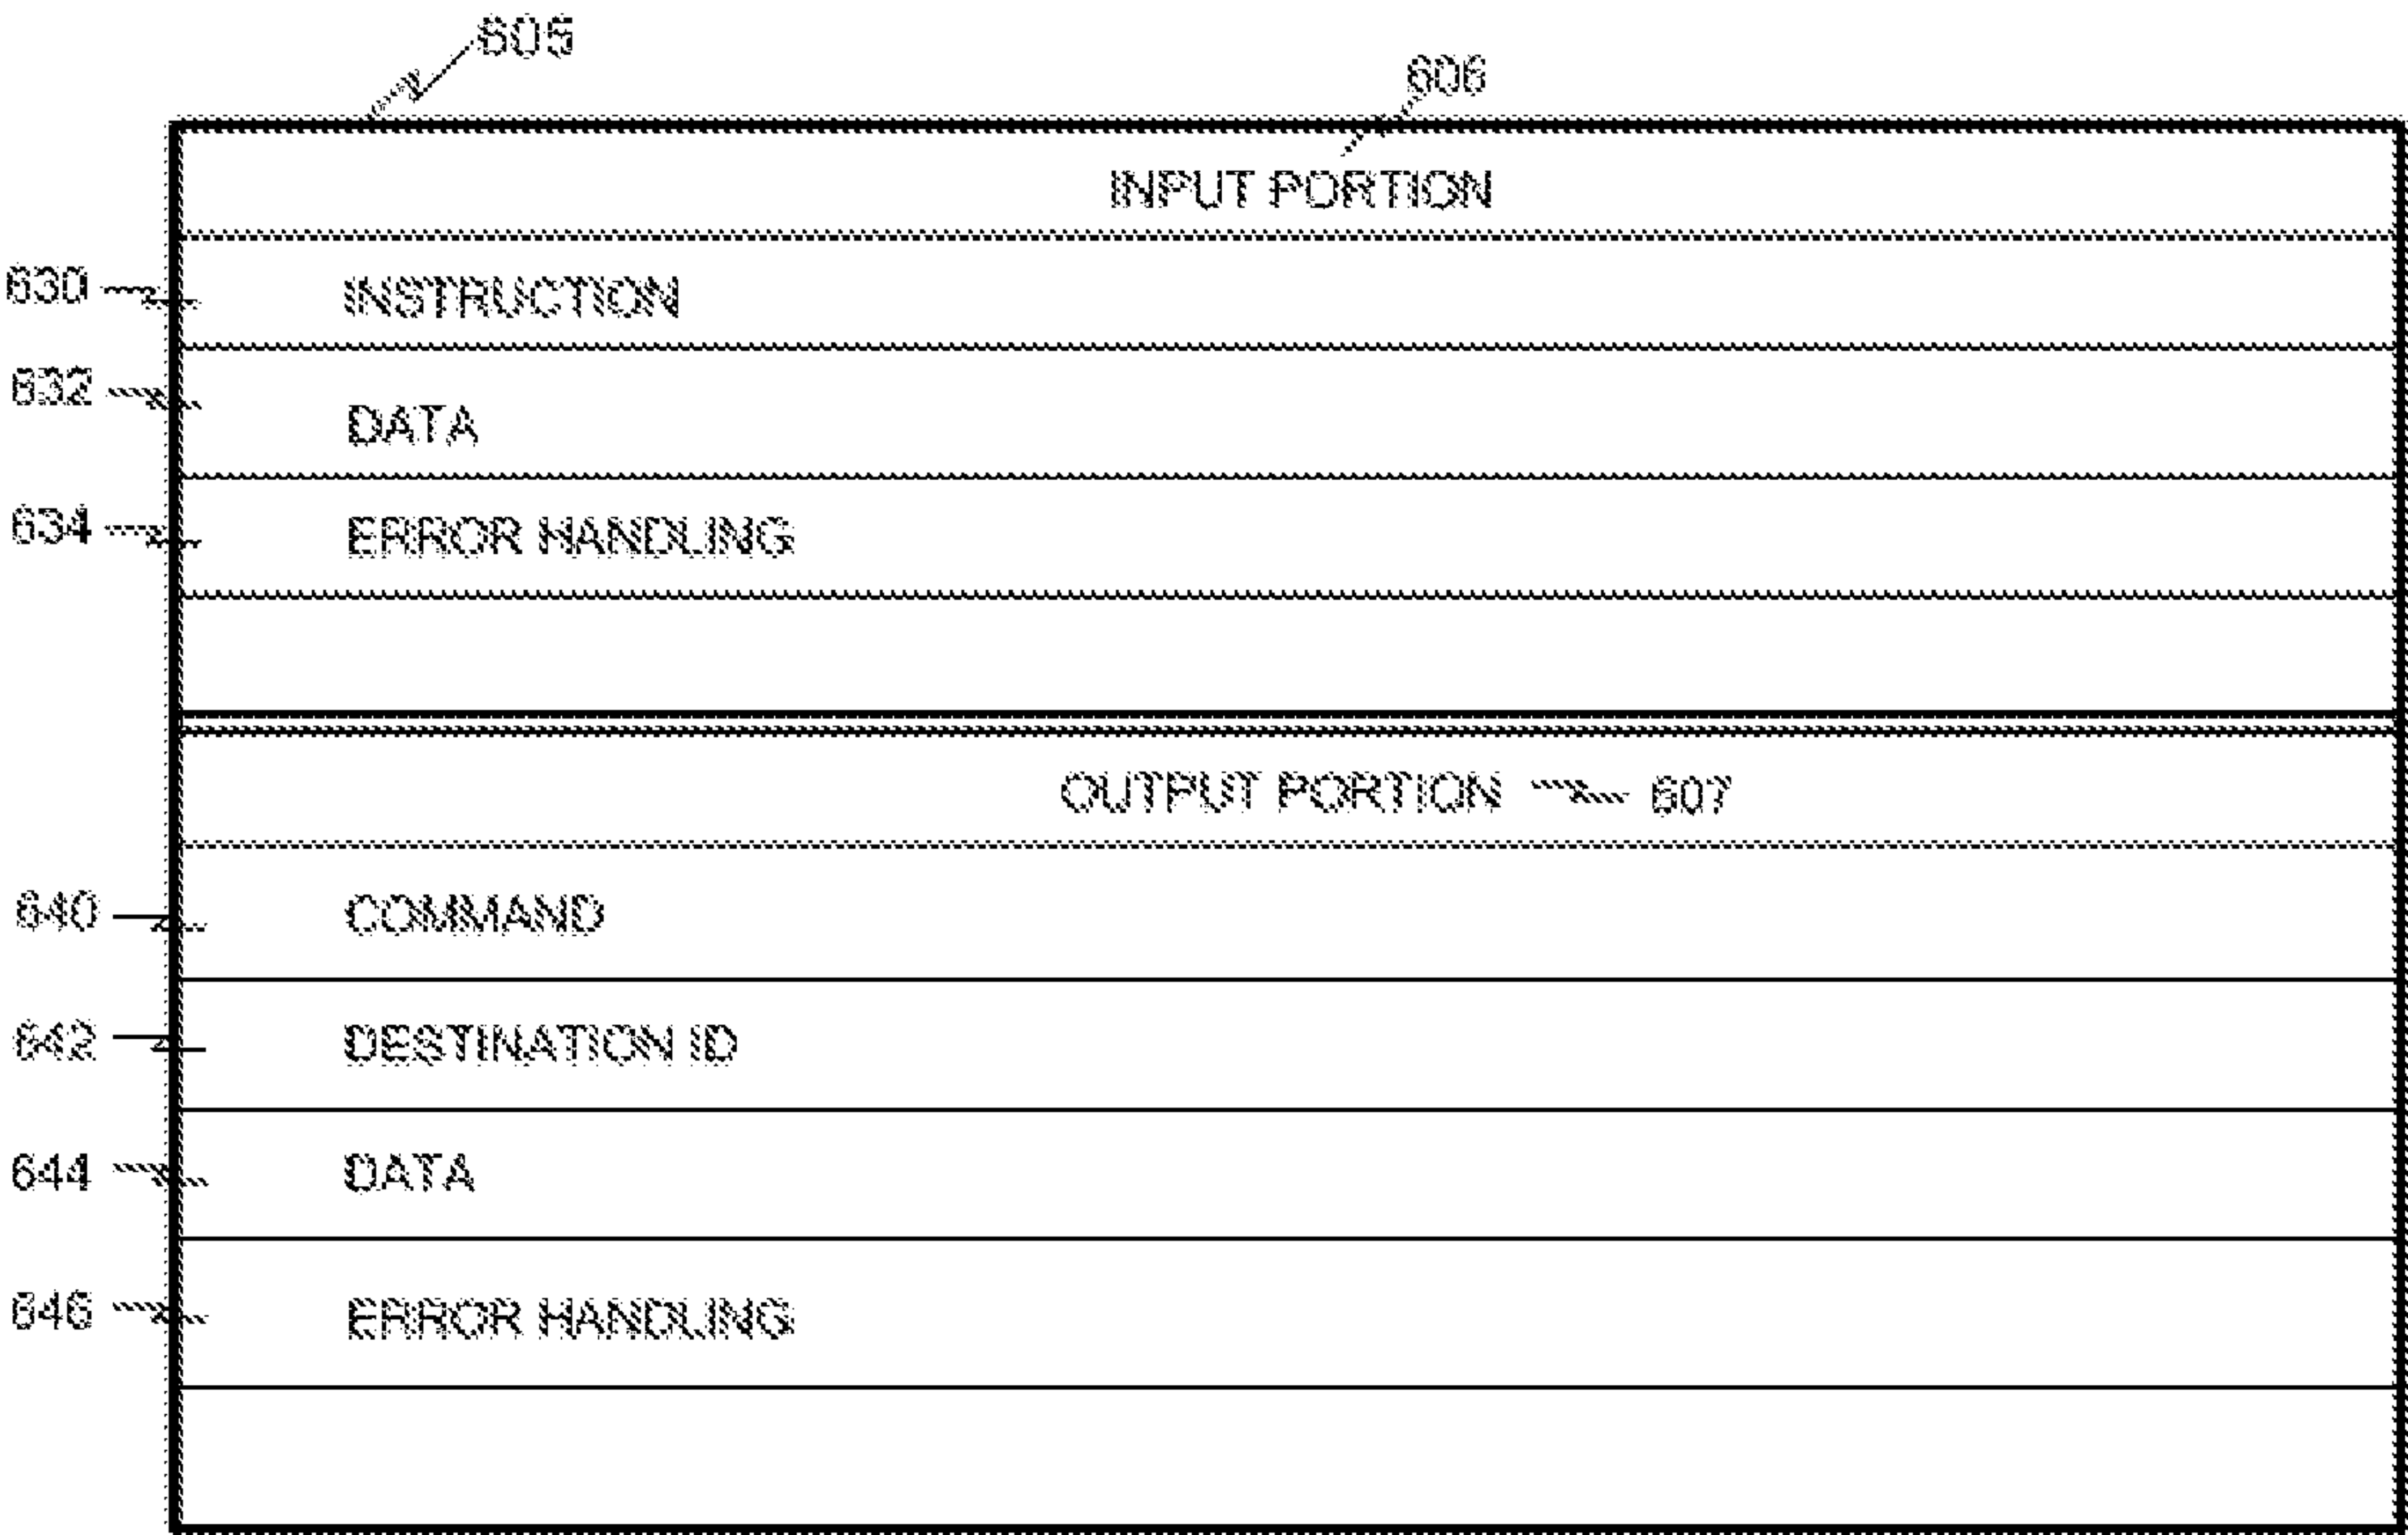 605
606
INPUT PORTION
630 INSTRUCTION
632 DATA
634 ERROR HANDLING
OUTPUT PORTION 607
640 COMMAND
642 DESTINATION ID
644 DATA
646 ERROR HANDLING